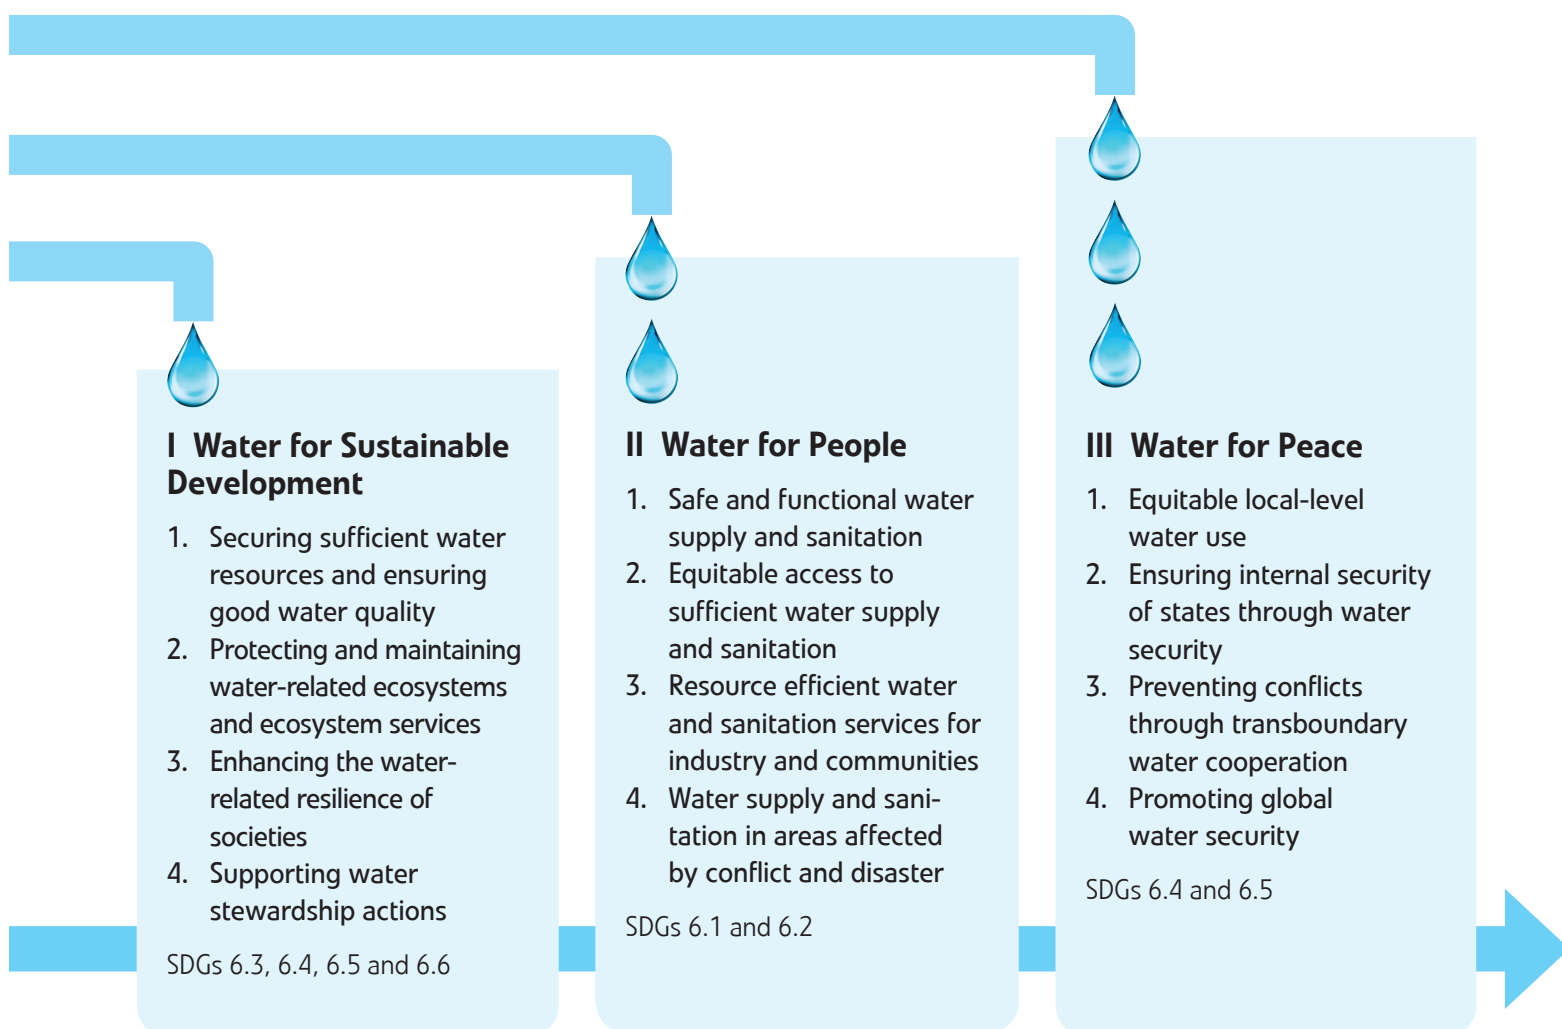 I Water for Sustainable
Development
1. Securing sufficient water
resources and ensuring
good water quality
2. Protecting and maintaining
water-related ecosystems
and ecosystem services
3. Enhancing the water-
related resilience of
societies
4. Supporting water
stewardship actions
SDGs 6.3, 6.4, 6.5 and 6.6
II Water for People
1. Safe and functional water
supply and sanitation
2. Equitable access to
sufficient water supply
and sanitation
3. Resource efficient water
and sanitation services for
industry and communities
4. Water supply and sani-
tation in areas affected
by conflict and disaster
SDGs 6.1 and 6.2
III Water for Peace
1. Equitable local-level
water use
2. Ensuring internal security
of states through water
security
3. Preventing conflicts
through transboundary
water cooperation
4. Promoting global
water security
SDGs 6.4 and 6.5